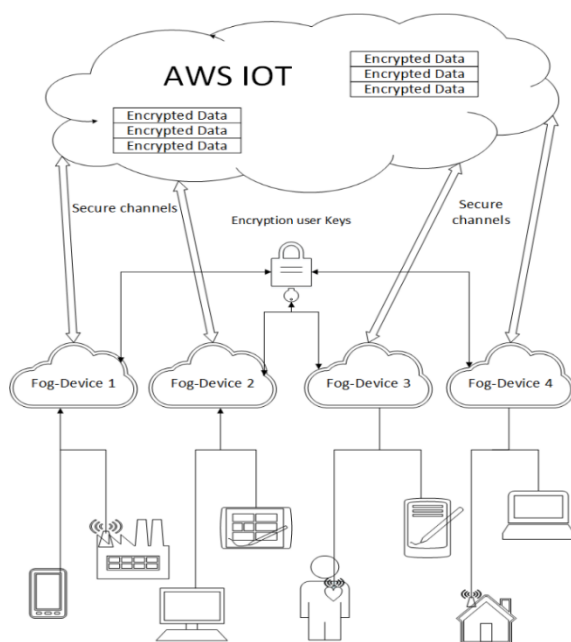 AWS IOT
Encrypted Data
Encrypted Data
Encrypted Data
Encrypted Data
Encrypted Data
Encrypted Data
Secure channels
Encryption user Keys
Secure
channels
Fog-Device 1
Fog-Device 2
Fog-Device 3
Fog-Device 4